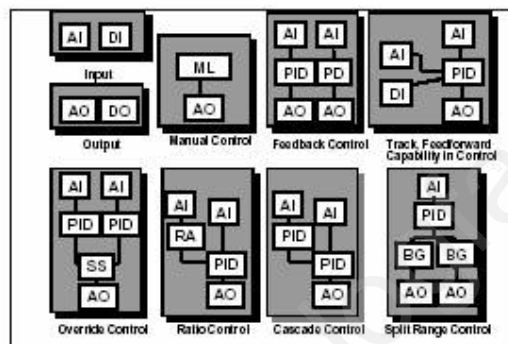 AI DI
Input
AO DO
Output
ML
AO
Manual Control
AI AI
PID PD
AO AO
Feedback Control
AI
AI
PID
DI
AO
Track, Feedforward
Capability in Control
AI AI
PID PID
SS
AO
Override Control
AI
AI
RA
PID
AO
Ratio Control
AI
AI
PID
PID
AO
Cascade Control
AI
PID
BG BG
AO AO
Split Range Control